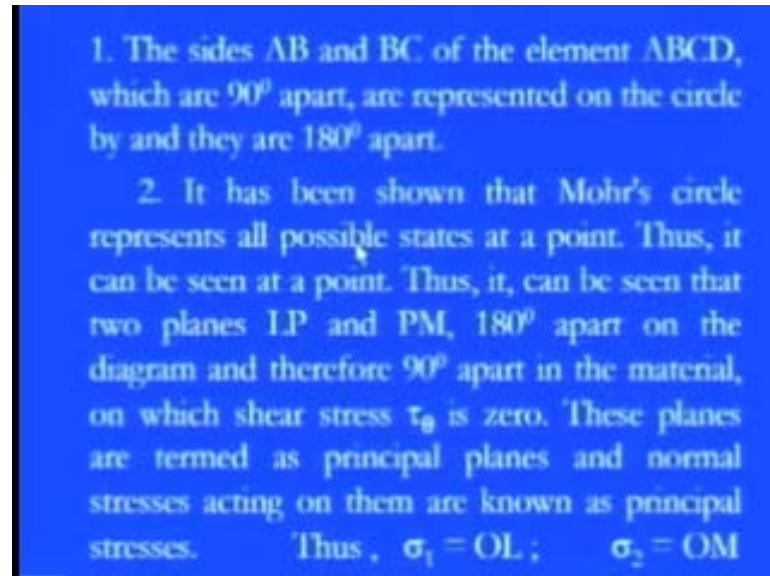 1. The sides AB and BC of the element ABCD,
which are 90⁰ apart, are represented on the circle
by and they are 180⁰ apart.
2. It has been shown that Mohr's circle
represents all possible states at a point. Thus, it
can be seen at a point. Thus, it, can be seen that
two planes LP and PM, 180⁰ apart on the
diagram and therefore 90⁰ apart in the material,
on which shear stress τθ is zero. These planes
are termed as principal planes and normal
stresses acting on them are known as principal
stresses. Thus , σ₁ = OL ; σ₂ = OM